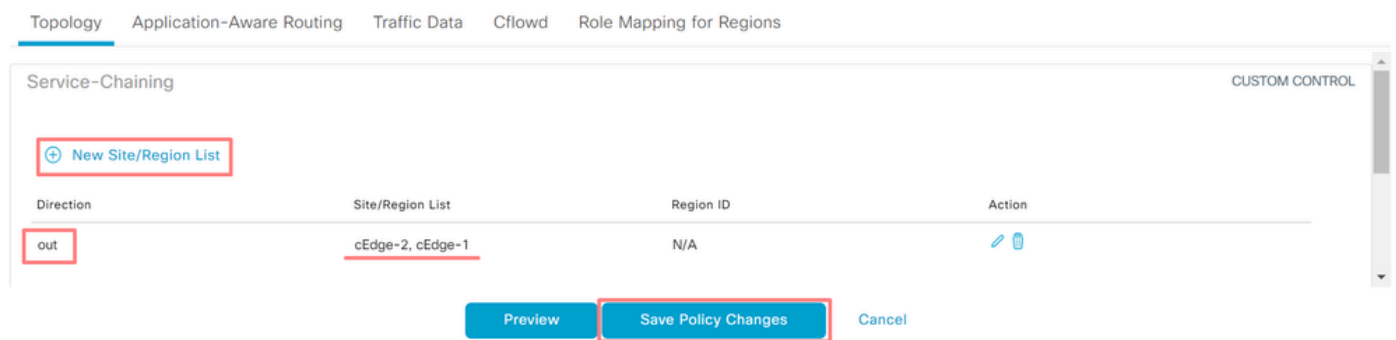 Topology Application-Aware Routing Traffic Data Cflowd Role Mapping for Regions
Service-Chaining CUSTOM CONTROL
New Site/Region List
Direction Site/Region List Region ID Action
out cEdge-2, cEdge-1 N/A
Preview Save Policy Changes Cancel